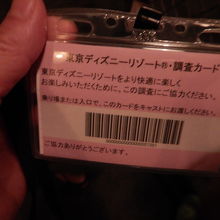 東京ディズニーリゾート®・調査カード
東京ディズニーリゾートをより快適に楽しく
お楽しみいただくために、この調査にご協力ください。
乗り場または入口で、このカードをキャストにお渡しください。
ご協力ありがとうございます。